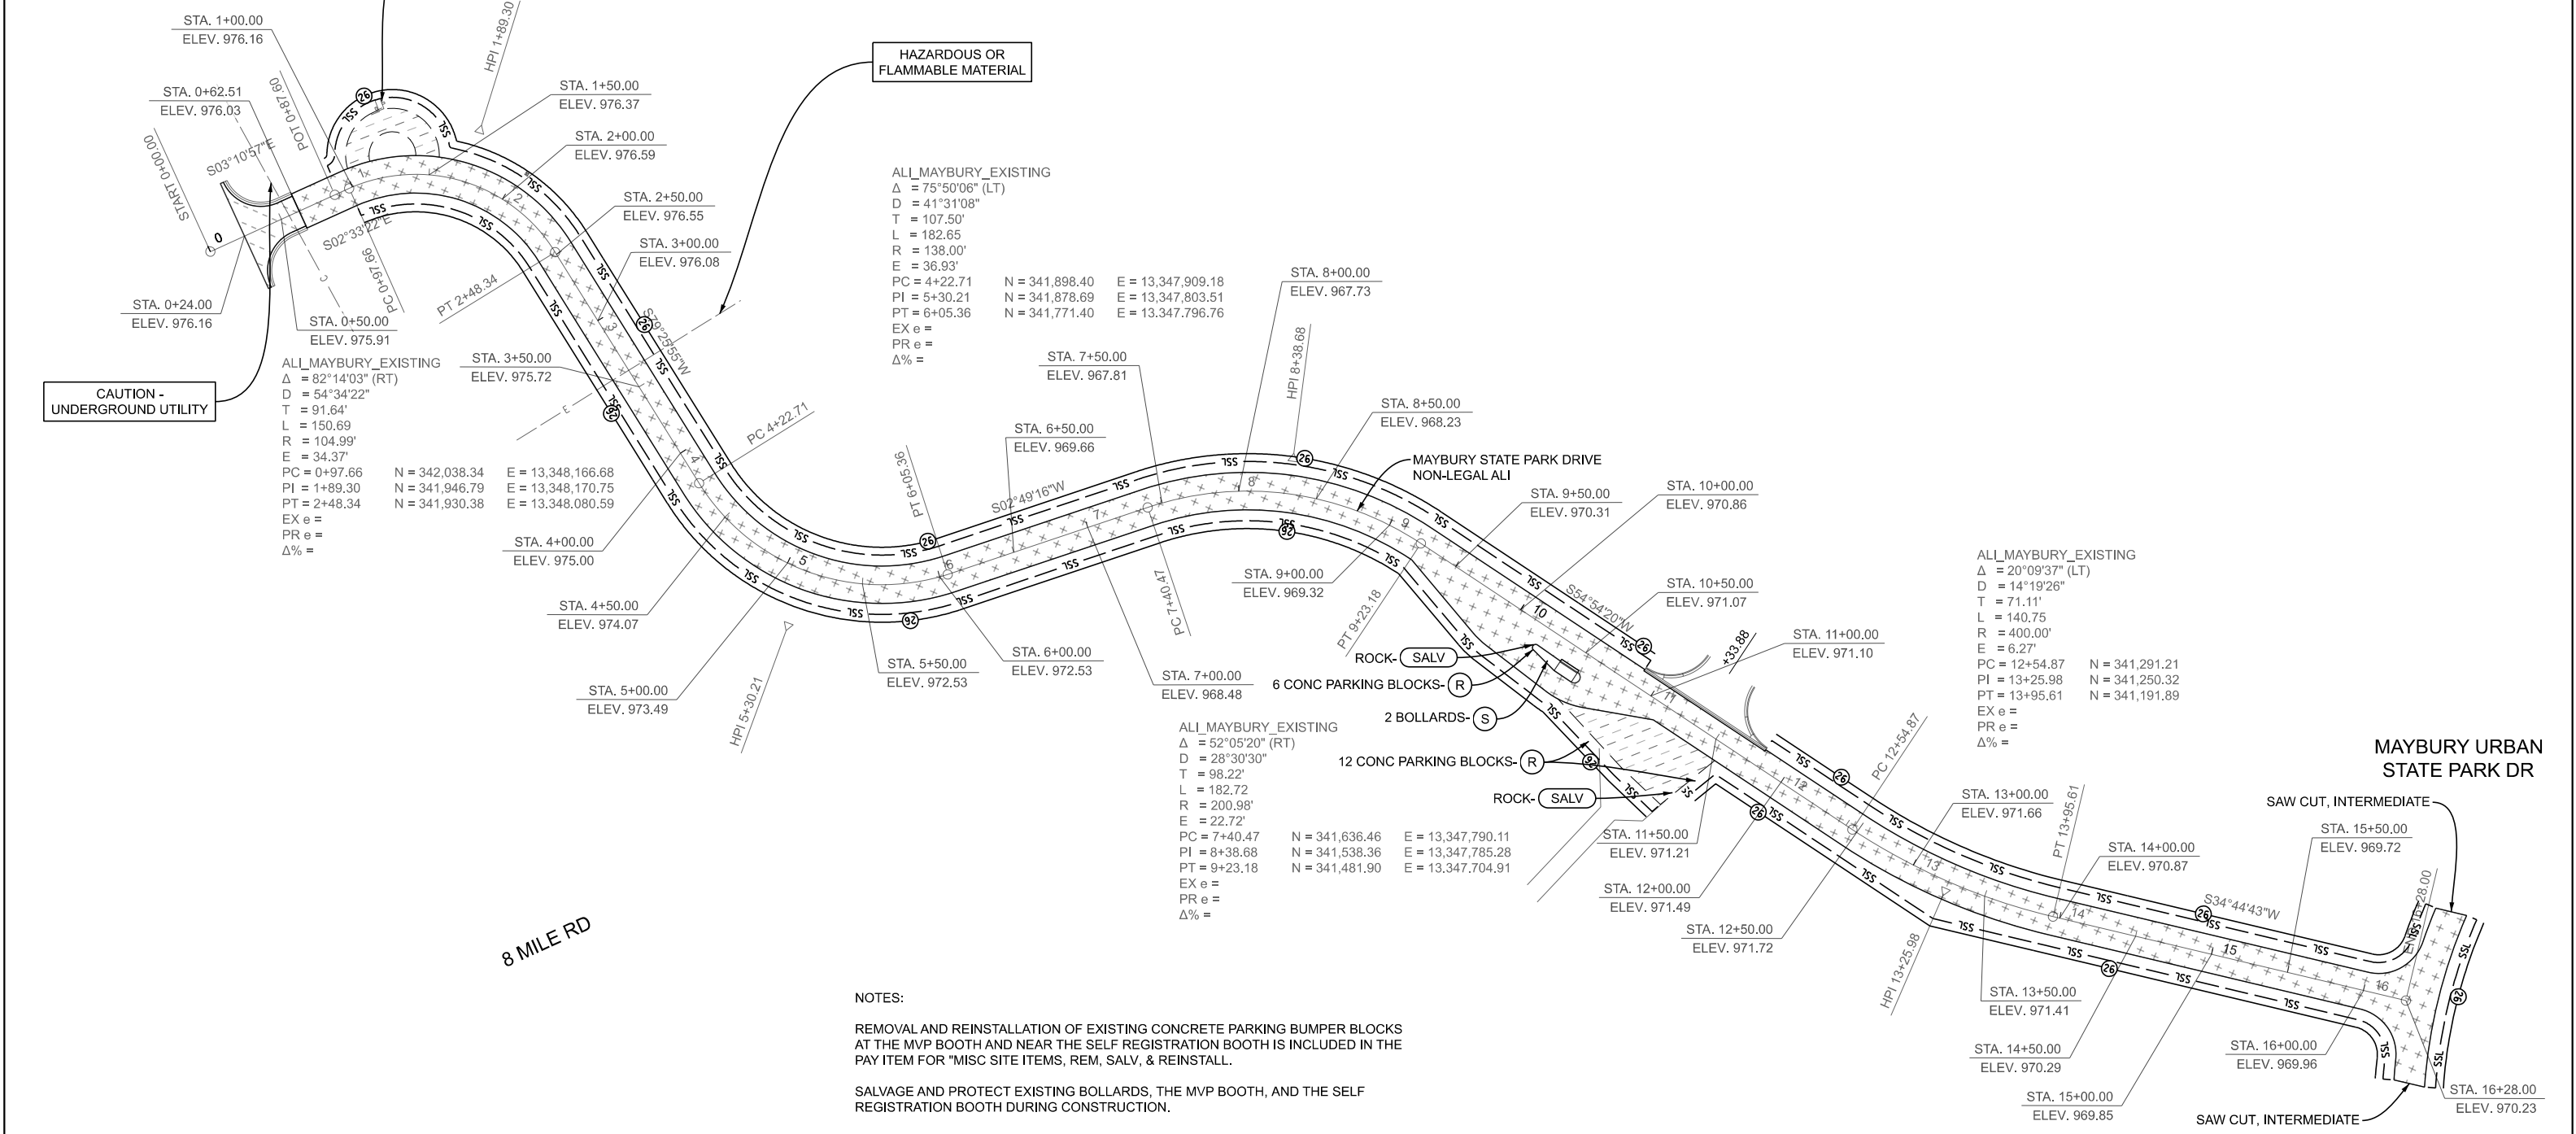 STA. 1+00.00
ELEV. 976.16
HPI 1+89.30
STA. 0+62.51
ELEV. 976.03
POT 0+87.60
START 0+00.00
S03°10'57"E
0
S02°33'22"E
PC 0+97.66
STA. 0+24.00
ELEV. 976.16
STA. 0+50.00
ELEV. 975.91
CAUTION -
UNDERGROUND UTILITY
STA. 1+50.00
ELEV. 976.37
STA. 2+00.00
ELEV. 976.59
STA. 2+50.00
ELEV. 976.55
STA. 3+00.00
ELEV. 976.08
PT 2+48.34
S79°25'55"W
HAZARDOUS OR
FLAMMABLE MATERIAL
ALI_MAYBURY_EXISTING
Δ = 82°14'03" (RT)
D = 54°34'22"
T = 91.64'
L = 150.69
R = 104.99'
E = 34.37'
PC = 0+97.66 N = 342,038.34 E = 13,348,166.68
PI = 1+89.30 N = 341,946.79 E = 13,348,170.75
PT = 2+48.34 N = 341,930.38 E = 13.348.080.59
EX e =
PR e =
Δ% =
STA. 3+50.00
ELEV. 975.72
STA. 4+00.00
ELEV. 975.00
PC 4+22.71
STA. 4+50.00
ELEV. 974.07
STA. 5+00.00
ELEV. 973.49
HPI 5+30.21
ALI_MAYBURY_EXISTING
Δ = 75°50'06" (LT)
D = 41°31'08"
T = 107.50'
L = 182.65
R = 138.00'
E = 36.93'
PC = 4+22.71 N = 341,898.40 E = 13,347,909.18
PI = 5+30.21 N = 341,878.69 E = 13,347,803.51
PT = 6+05.36 N = 341,771.40 E = 13.347.796.76
EX e =
PR e =
Δ% =
STA. 5+50.00
ELEV. 972.53
STA. 6+00.00
ELEV. 972.53
PT 6+05.36
STA. 6+50.00
ELEV. 969.66
S02°49'16"W
STA. 7+00.00
ELEV. 968.48
STA. 7+50.00
ELEV. 967.81
PC 7+40.47
STA. 8+00.00
ELEV. 967.73
HPI 8+38.68
STA. 8+50.00
ELEV. 968.23
MAYBURY STATE PARK DRIVE
NON-LEGAL ALI
STA. 9+00.00
ELEV. 969.32
PT 9+23.18
STA. 9+50.00
ELEV. 970.31
STA. 10+00.00
ELEV. 970.86
STA. 10+50.00
ELEV. 971.07
S54°54'20"W
+33.88
STA. 11+00.00
ELEV. 971.10
ROCK- SALV
6 CONC PARKING BLOCKS- R
2 BOLLARDS- S
12 CONC PARKING BLOCKS- R
ROCK- SALV
ALI_MAYBURY_EXISTING
Δ = 52°05'20" (RT)
D = 28°30'30"
T = 98.22'
L = 182.72
R = 200.98'
E = 22.72'
PC = 7+40.47 N = 341,636.46 E = 13,347,790.11
PI = 8+38.68 N = 341,538.36 E = 13,347,785.28
PT = 9+23.18 N = 341,481.90 E = 13.347.704.91
EX e =
PR e =
Δ% =
STA. 11+50.00
ELEV. 971.21
STA. 12+00.00
ELEV. 971.49
STA. 12+50.00
ELEV. 971.72
PC 12+54.87
ALI_MAYBURY_EXISTING
Δ = 20°09'37" (LT)
D = 14°19'26"
T = 71.11'
L = 140.75
R = 400.00'
E = 6.27'
PC = 12+54.87 N = 341,291.21
PI = 13+25.98 N = 341,250.32
PT = 13+95.61 N = 341,191.89
EX e =
PR e =
Δ% =
STA. 13+00.00
ELEV. 971.66
HPI 13+25.98
STA. 13+50.00
ELEV. 971.41
PT 13+95.61
STA. 14+00.00
ELEV. 970.87
STA. 14+50.00
ELEV. 970.29
STA. 15+00.00
ELEV. 969.85
S34°44'43"W
STA. 15+50.00
ELEV. 969.72
STA. 16+00.00
ELEV. 969.96
STA. 16+28.00
ELEV. 970.23
MAYBURY URBAN
STATE PARK DR
SAW CUT, INTERMEDIATE
SAW CUT, INTERMEDIATE
8 MILE RD
NOTES:
REMOVAL AND REINSTALLATION OF EXISTING CONCRETE PARKING BUMPER BLOCKS
AT THE MVP BOOTH AND NEAR THE SELF REGISTRATION BOOTH IS INCLUDED IN THE
PAY ITEM FOR "MISC SITE ITEMS, REM, SALV, & REINSTALL.
SALVAGE AND PROTECT EXISTING BOLLARDS, THE MVP BOOTH, AND THE SELF
REGISTRATION BOOTH DURING CONSTRUCTION.